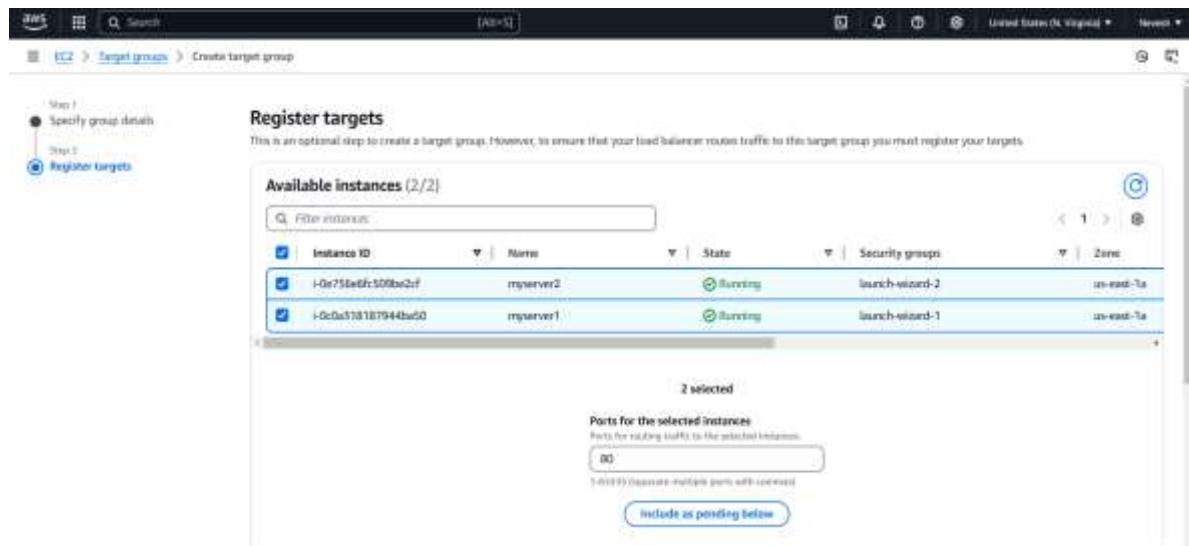 aws
Search
[Alt+S]
United States (N. Virginia)
EC2 > Target groups > Create target group
Step 1
Specify group details
Step 2
Register targets
Register targets
This is an optional step to create a target group. However, to ensure that your load balancer routes traffic to this target group you must register your targets.
Available instances (2/2)
Filter instances
1
Instance ID Name State Security groups Zone
myserver2 Running launch-wizard-2 us-east-1a
i-0c0a318187944ba50 myserver1 Running launch-wizard-1 us-east-1a
2 selected
Ports for the selected instances
Ports for routing traffic to the selected instances.
80
1-65535 (separate multiple ports with commas)
Include as pending below